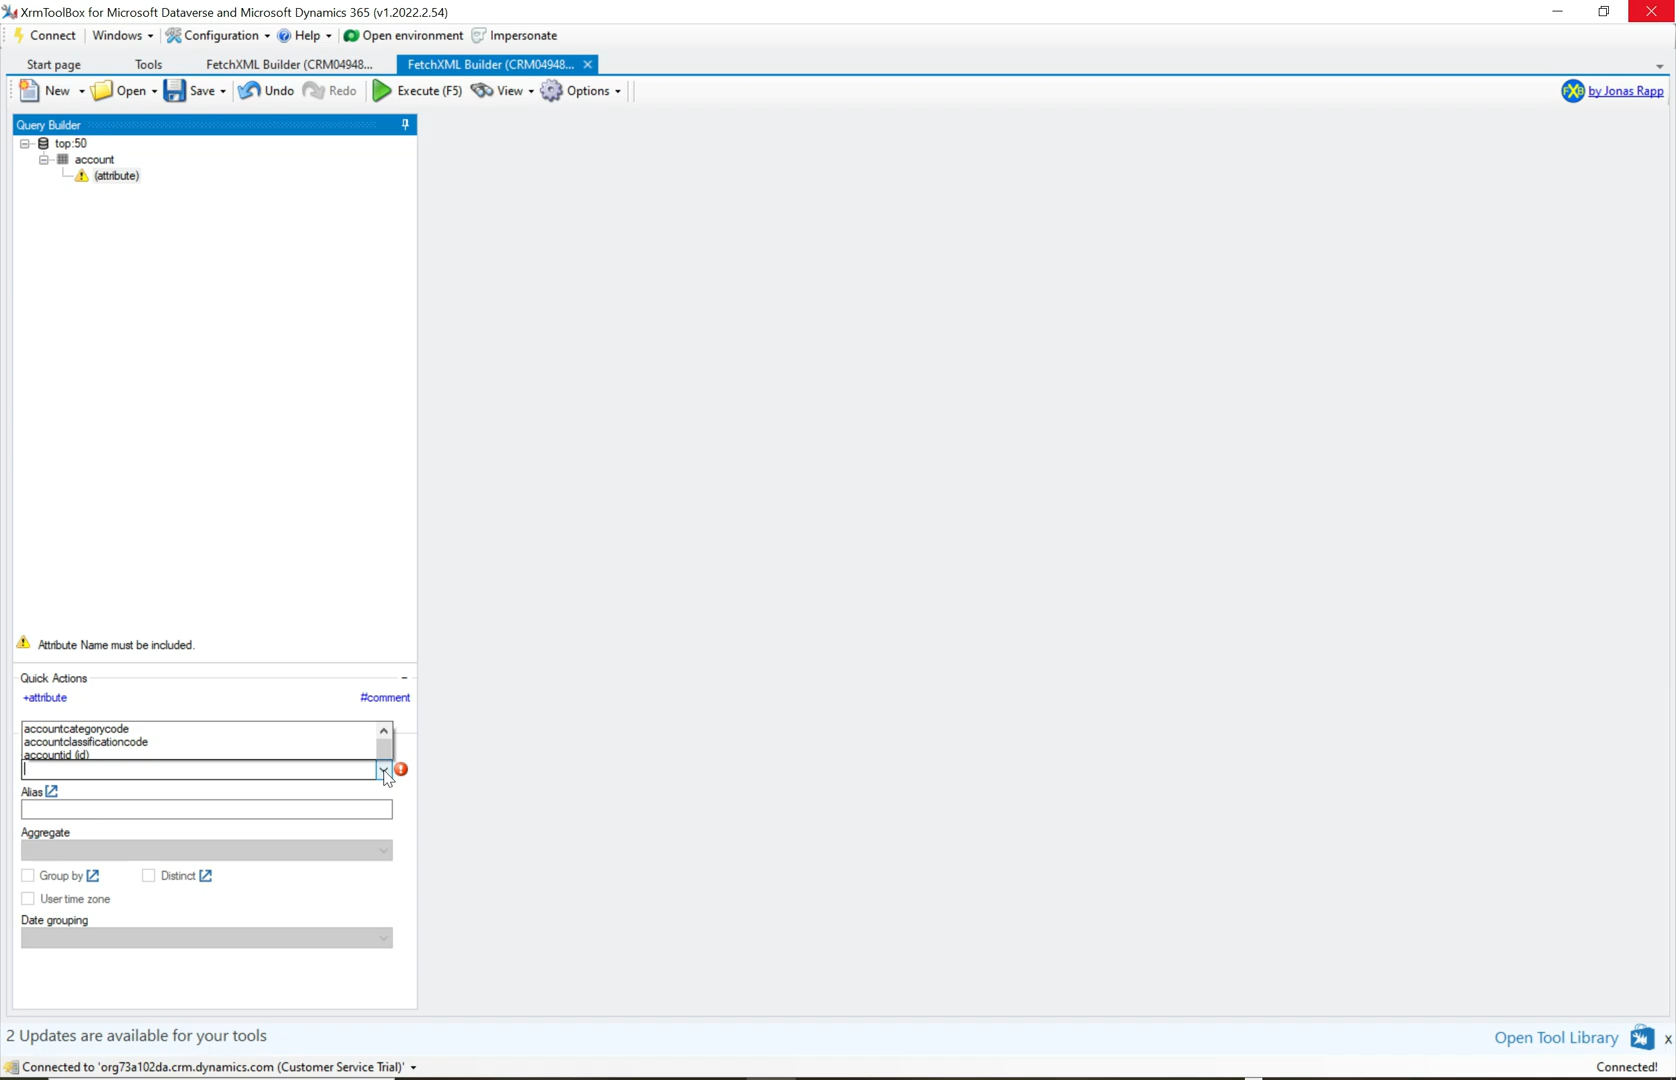 XrmToolBox for Microsoft Dataverse and Microsoft Dynamics 365 (v1.2022.2.54)
Connect Windows Configuration Help Open environment Impersonate
Start page Tools FetchXML Builder (CRM04948... FetchXML Builder (CRM04948...
New Open Save Undo Redo Execute (F5) View Options FXB by Jonas Rapp
Query Builder
top:50
account
(attribute)
Attribute Name must be included.
Quick Actions
+attribute #comment
accountcategorycode
accountclassificationcode
accountid (id)
Alias
Aggregate
Group by Distinct
User time zone
Date grouping
2 Updates are available for your tools Open Tool Library x
Connected to 'org73a102da.crm.dynamics.com (Customer Service Trial)' Connected!